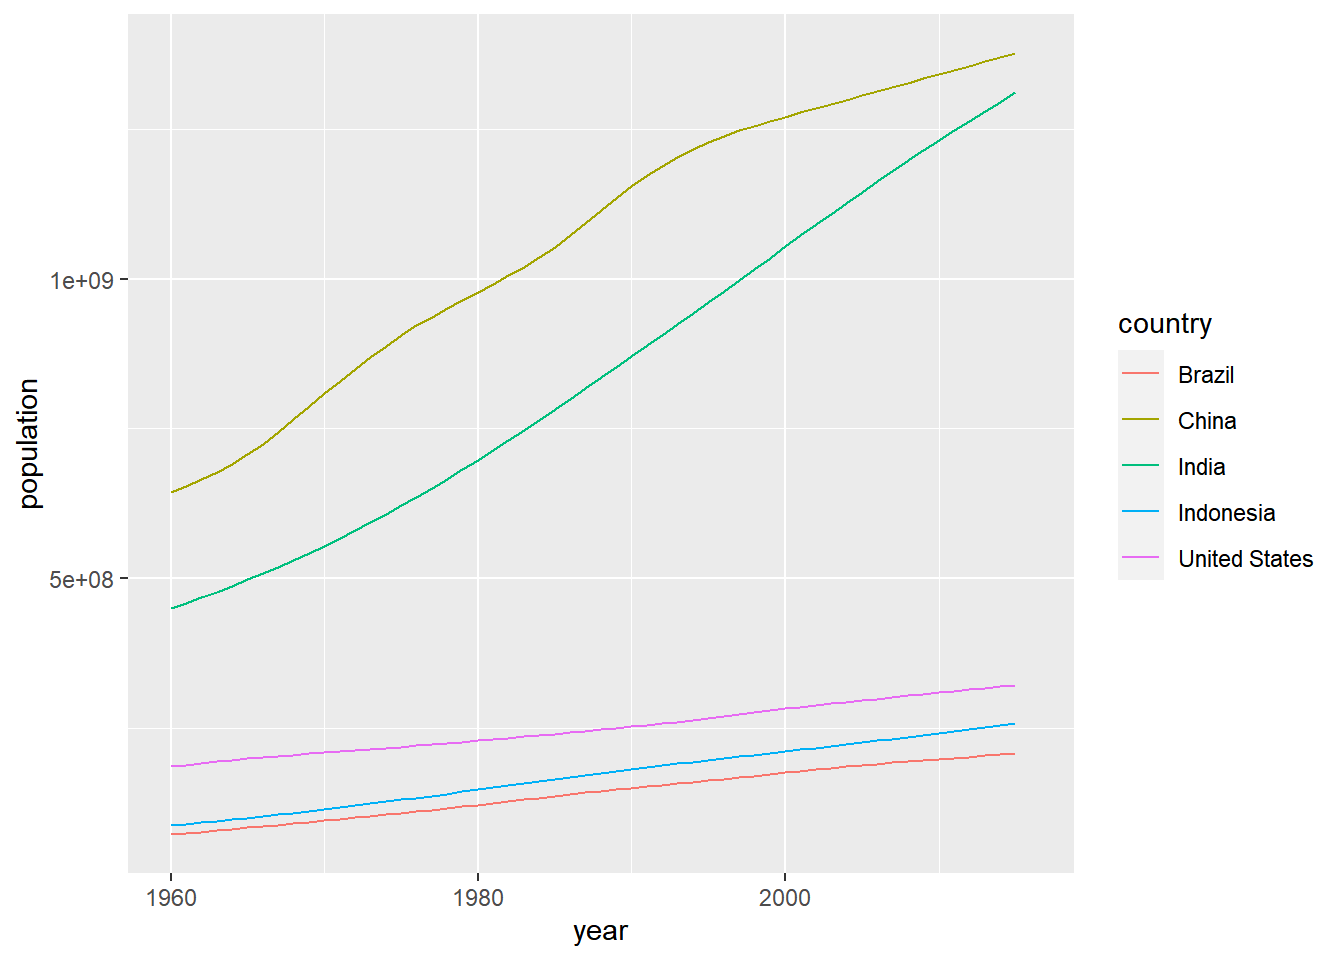 population
1e+09
5e+08
1960
1980
2000
year
country
Brazil
China
India
Indonesia
United States